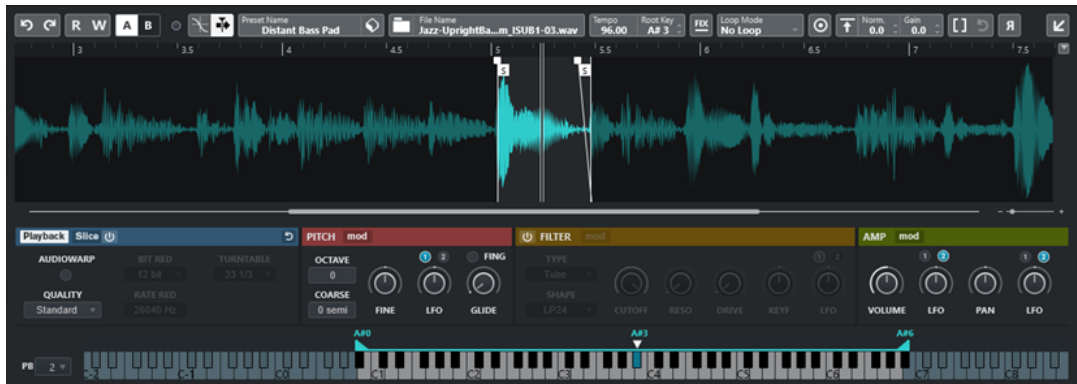 R W A B Preset Name Distant Bass Pad File Name Jazz-UprightBa...m_ISUB1-03.wav Tempo 96.00 Root Key A# 3 FIX Loop Mode No Loop Norm. 0.0 Gain 0.0 [ ] R
3 3.5 4 4.5 5 5.5 6 6.5 7 7.5
S S
- +
Playback Slice PITCH mod FILTER mod AMP mod
AUDIOWARP BIT RED TURNTABLE OCTAVE 1 2 FING TYPE 1 2 1 2 1 2
12 bit 33 1/3 0 Tube
QUALITY RATE RED COARSE SHAPE
Standard 26040 Hz 0 semi FINE LFO GLIDE LP24 CUTOFF RESO DRIVE KEYF LFO VOLUME LFO PAN LFO
A#0 A#3 A#6
PB 2 C-2 C-1 C0 C1 C2 C3 C4 C5 C6 C7 C8